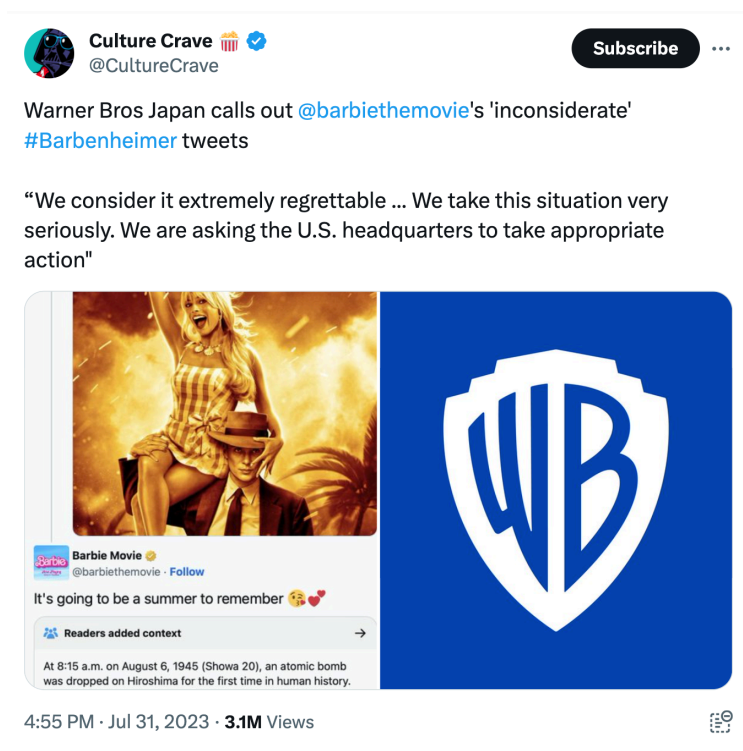 Culture Crave 🍿
@CultureCrave
Subscribe
Warner Bros Japan calls out @barbiethemovie's 'inconsiderate'
#Barbenheimer tweets
“We consider it extremely regrettable ... We take this situation very
seriously. We are asking the U.S. headquarters to take appropriate
action"
WB
Barbie
Barbie Movie
@barbiethemovie · Follow
It's going to be a summer to remember 😘💕
Readers added context
At 8:15 a.m. on August 6, 1945 (Showa 20), an atomic bomb
was dropped on Hiroshima for the first time in human history.
4:55 PM · Jul 31, 2023 · 3.1M Views